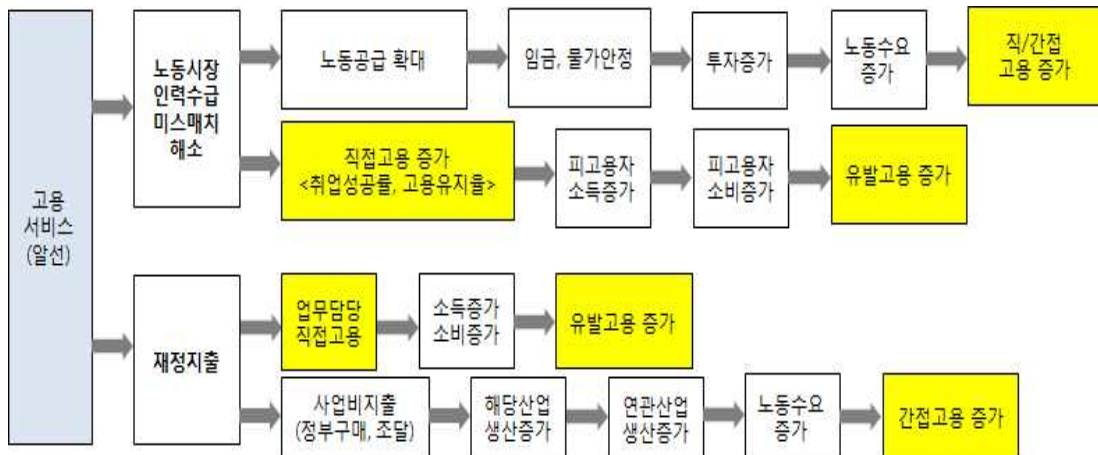 고용
서비스
(알선)
노동시장
인력수급
미스매치
해소
노동공급 확대
임금, 물가안정
투자증가
노동수요
증가
직/간접
고용 증가
직접고용 증가
<취업성공률, 고용유지율>
피고용자
소득증가
피고용자
소비증가
유발고용 증가
재정지출
업무담당
직접고용
소득증가
소비증가
유발고용 증가
사업비지출
(정부구매, 조달)
해당산업
생산증가
연관산업
생산증가
노동수요
증가
간접고용 증가